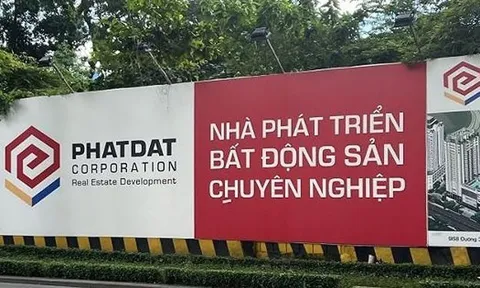 PHATDAT
CORPORATION
Real Estate Development
NHÀ PHÁT TRIỂN
BẤT ĐỘNG SẢN
CHUYÊN NGHIỆP